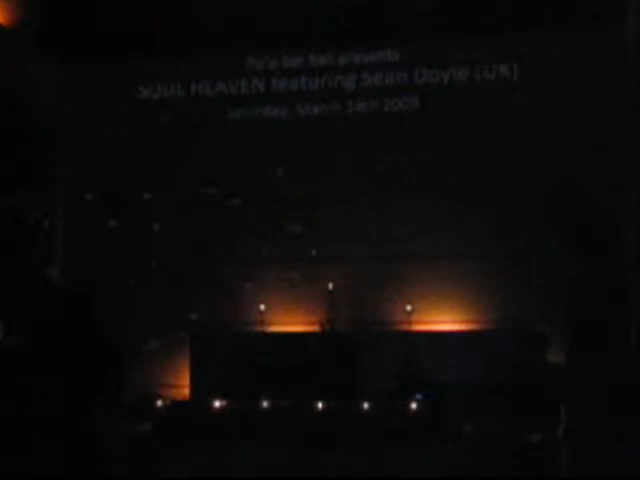 presents
SOUL HEAVEN featuring Sean Doyle (UK)
Saturday, March 14th 2009